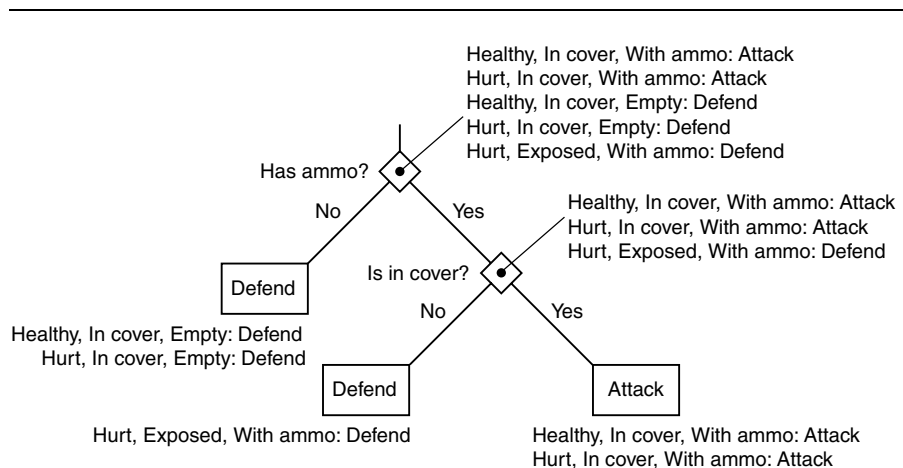 Healthy, In cover, With ammo: Attack
Hurt, In cover, With ammo: Attack
Healthy, In cover, Empty: Defend
Hurt, In cover, Empty: Defend
Hurt, Exposed, With ammo: Defend
Has ammo?
No
Yes
Healthy, In cover, With ammo: Attack
Hurt, In cover, With ammo: Attack
Hurt, Exposed, With ammo: Defend
Is in cover?
Defend
No
Yes
Healthy, In cover, Empty: Defend
Hurt, In cover, Empty: Defend
Defend
Attack
Hurt, Exposed, With ammo: Defend
Healthy, In cover, With ammo: Attack
Hurt, In cover, With ammo: Attack